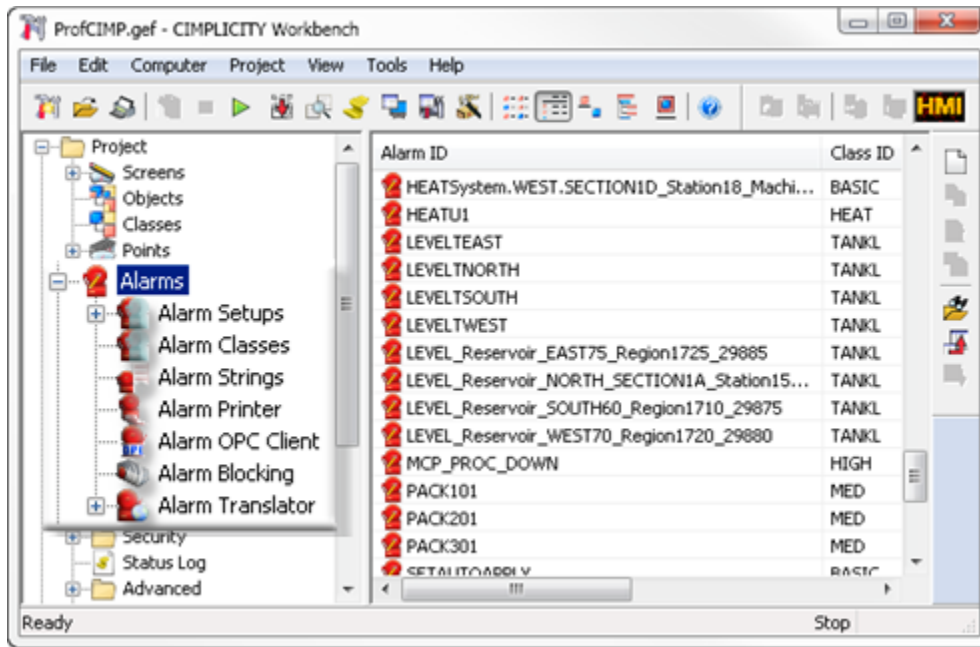 ProfCIMP.gef - CIMPLICITY Workbench
File Edit Computer Project View Tools Help
HMI
Project
Screens
Objects
Classes
Points
Alarms
Alarm Setups
Alarm Classes
Alarm Strings
Alarm Printer
Alarm OPC Client
OPC
Alarm Blocking
Alarm Translator
Security
Status Log
Advanced
Alarm ID Class ID
HEATSystem.WEST.SECTION1D_Station18_Machi... BASIC
HEATU1 HEAT
LEVELTEAST TANKL
LEVELTNORTH TANKL
LEVELTSOUTH TANKL
LEVELTWEST TANKL
LEVEL_Reservoir_EAST75_Region1725_29885 TANKL
LEVEL_Reservoir_NORTH_SECTION1A_Station15... TANKL
LEVEL_Reservoir_SOUTH60_Region1710_29875 TANKL
LEVEL_Reservoir_WEST70_Region1720_29880 TANKL
MCP_PROC_DOWN HIGH
PACK101 MED
PACK201 MED
PACK301 MED
SETAUTOAPPLY BASIC
Ready Stop